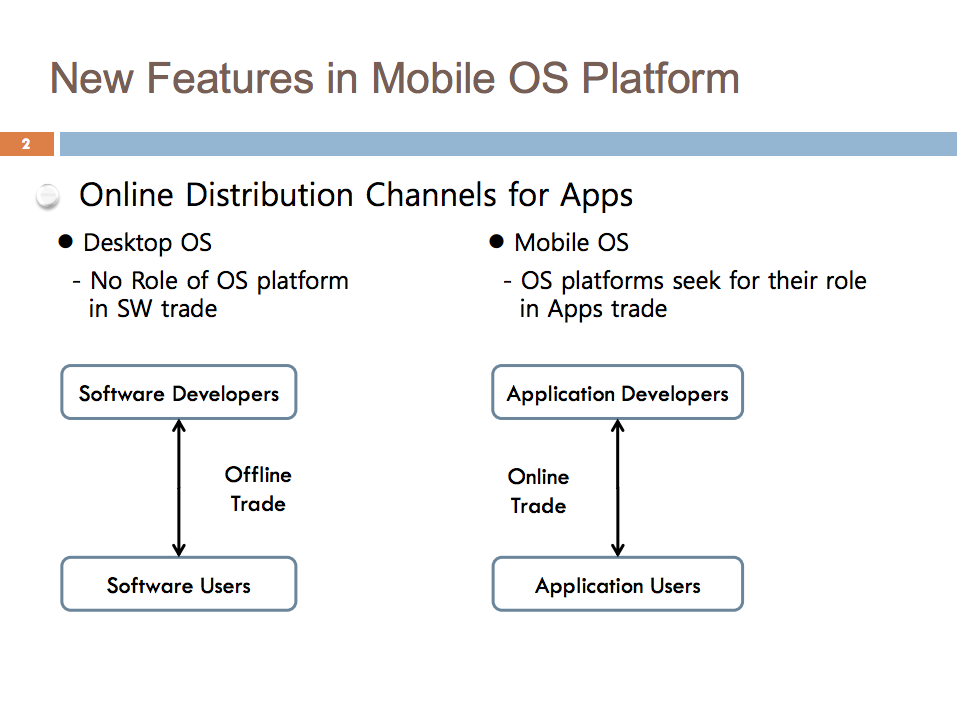 New Features in Mobile OS Platform
2
Online Distribution Channels for Apps
● Desktop OS
- No Role of OS platform
in SW trade
Software Developers
Offline
Trade
Software Users
● Mobile OS
- OS platforms seek for their role
in Apps trade
Application Developers
Online
Trade
Application Users